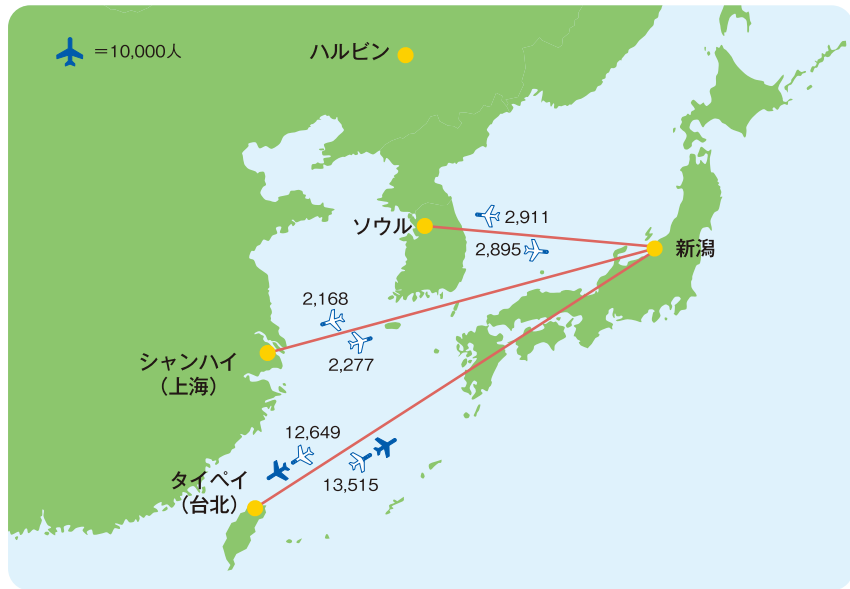 ＝10,000人
ハルビン
ソウル
2,911
2,895
新潟
2,168
2,277
シャンハイ
（上海）
12,649
13,515
タイペイ
（台北）